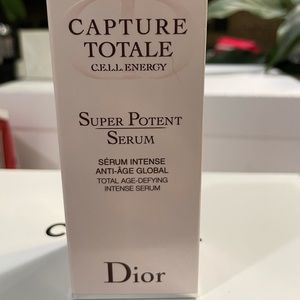 CAPTURE
TOTALE
C.E.L.L. ENERGY
SUPER POTENT
SERUM
SÉRUM INTENSE
ANTI-ÂGE GLOBAL
TOTAL AGE-DEFYING
INTENSE SERUM
Dior